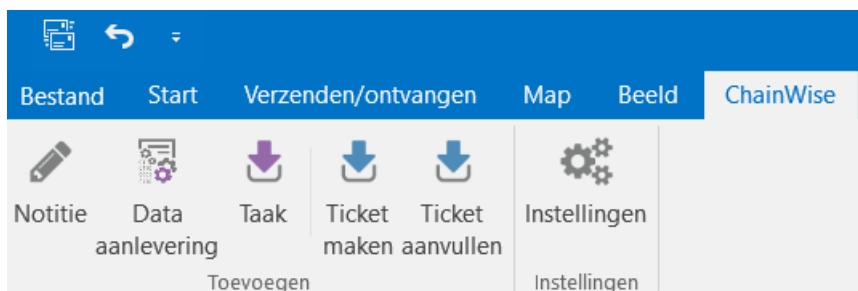 Bestand Start Verzenden/ontvangen Map Beeld ChainWise
Notitie Data Taak Ticket Ticket Instellingen
aanlevering maken aanvullen
Toevoegen Instellingen